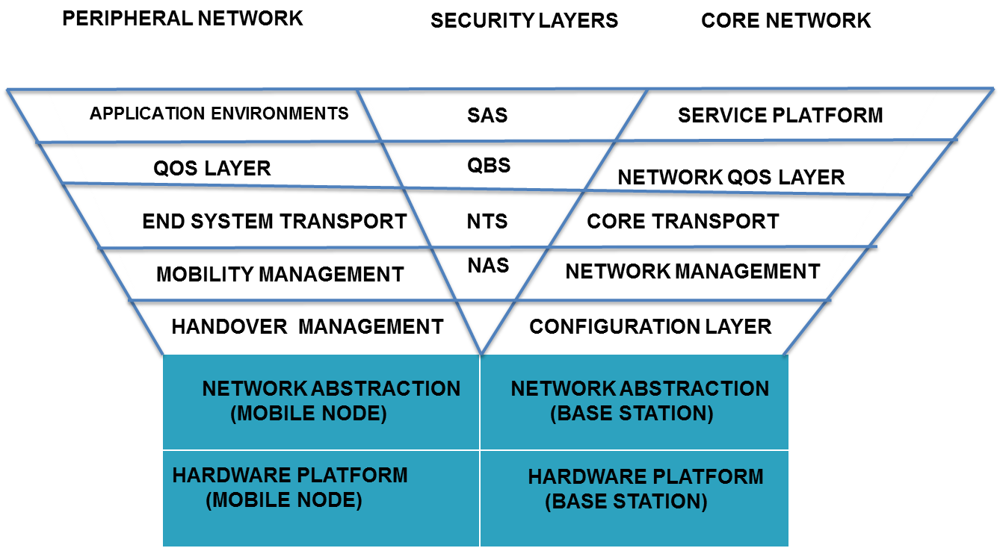 PERIPHERAL NETWORK
SECURITY LAYERS
CORE NETWORK
APPLICATION ENVIRONMENTS
SAS
SERVICE PLATFORM
QOS LAYER
QBS
NETWORK QOS LAYER
END SYSTEM TRANSPORT
NTS
CORE TRANSPORT
MOBILITY MANAGEMENT
NAS
NETWORK MANAGEMENT
HANDOVER MANAGEMENT
CONFIGURATION LAYER
NETWORK ABSTRACTION
(MOBILE NODE)
NETWORK ABSTRACTION
(BASE STATION)
HARDWARE PLATFORM
(MOBILE NODE)
HARDWARE PLATFORM
(BASE STATION)